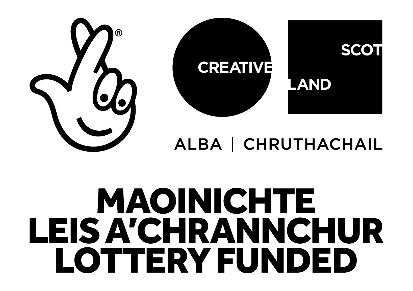 ®
CREATIVE SCOT
LAND
ALBA | CHRUTHACHAIL
MAOINICHTE
LEIS A'CHRANNCHUR
LOTTERY FUNDED